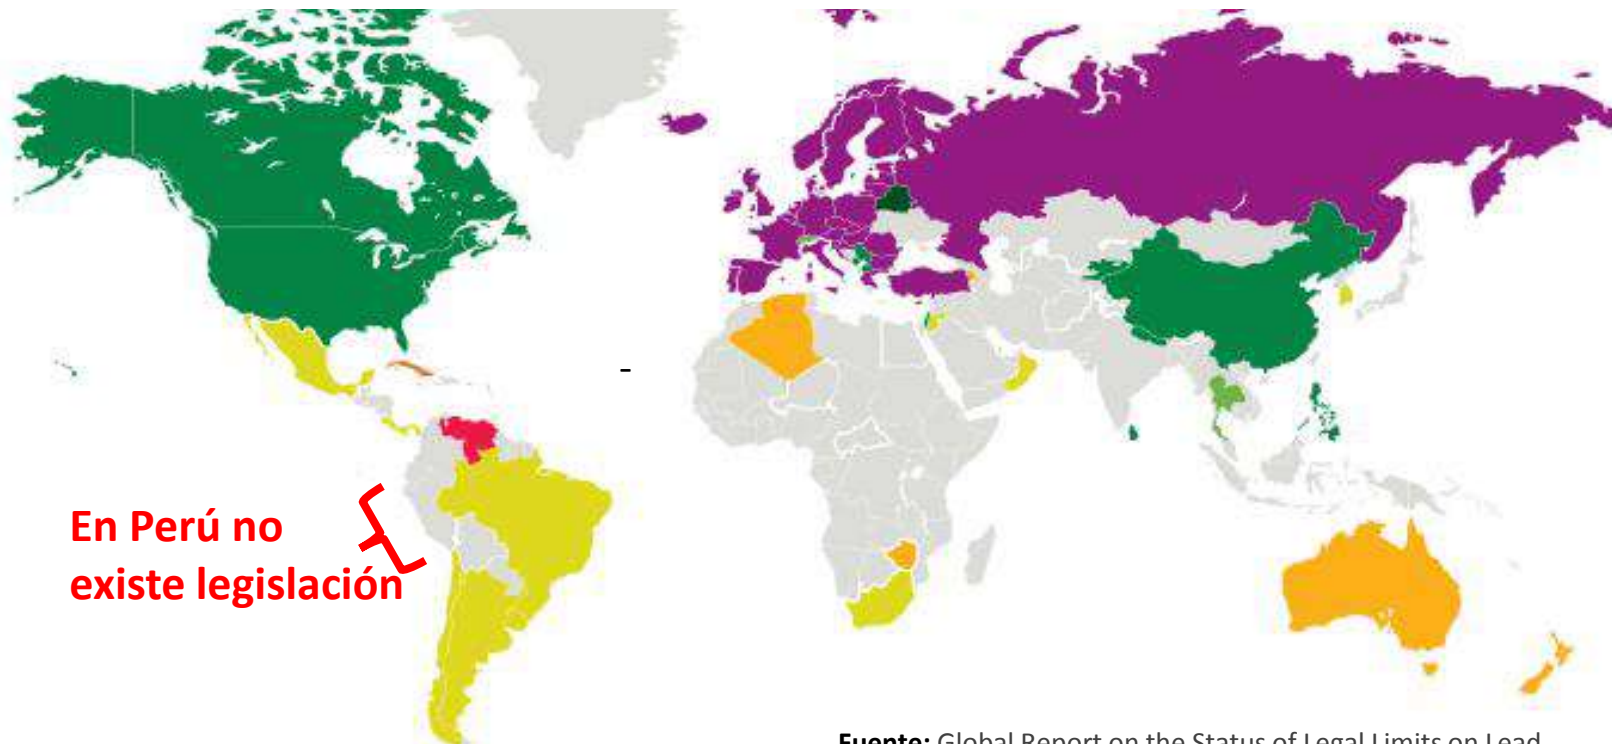 En Perú no
existe legislación
-
Fuente: Global Report on the Status of Legal Limits on Lead